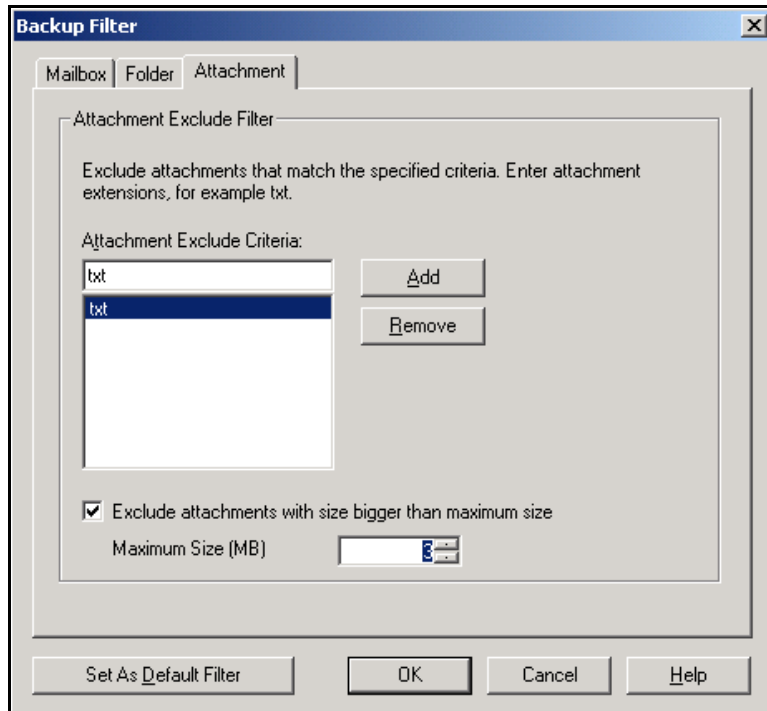 Backup Filter
Mailbox Folder Attachment
Attachment Exclude Filter
Exclude attachments that match the specified criteria. Enter attachment
extensions, for example txt.
Attachment Exclude Criteria:
txt
Add
txt
Remove
Exclude attachments with size bigger than maximum size
Maximum Size (MB) 3
Set As Default Filter OK Cancel Help